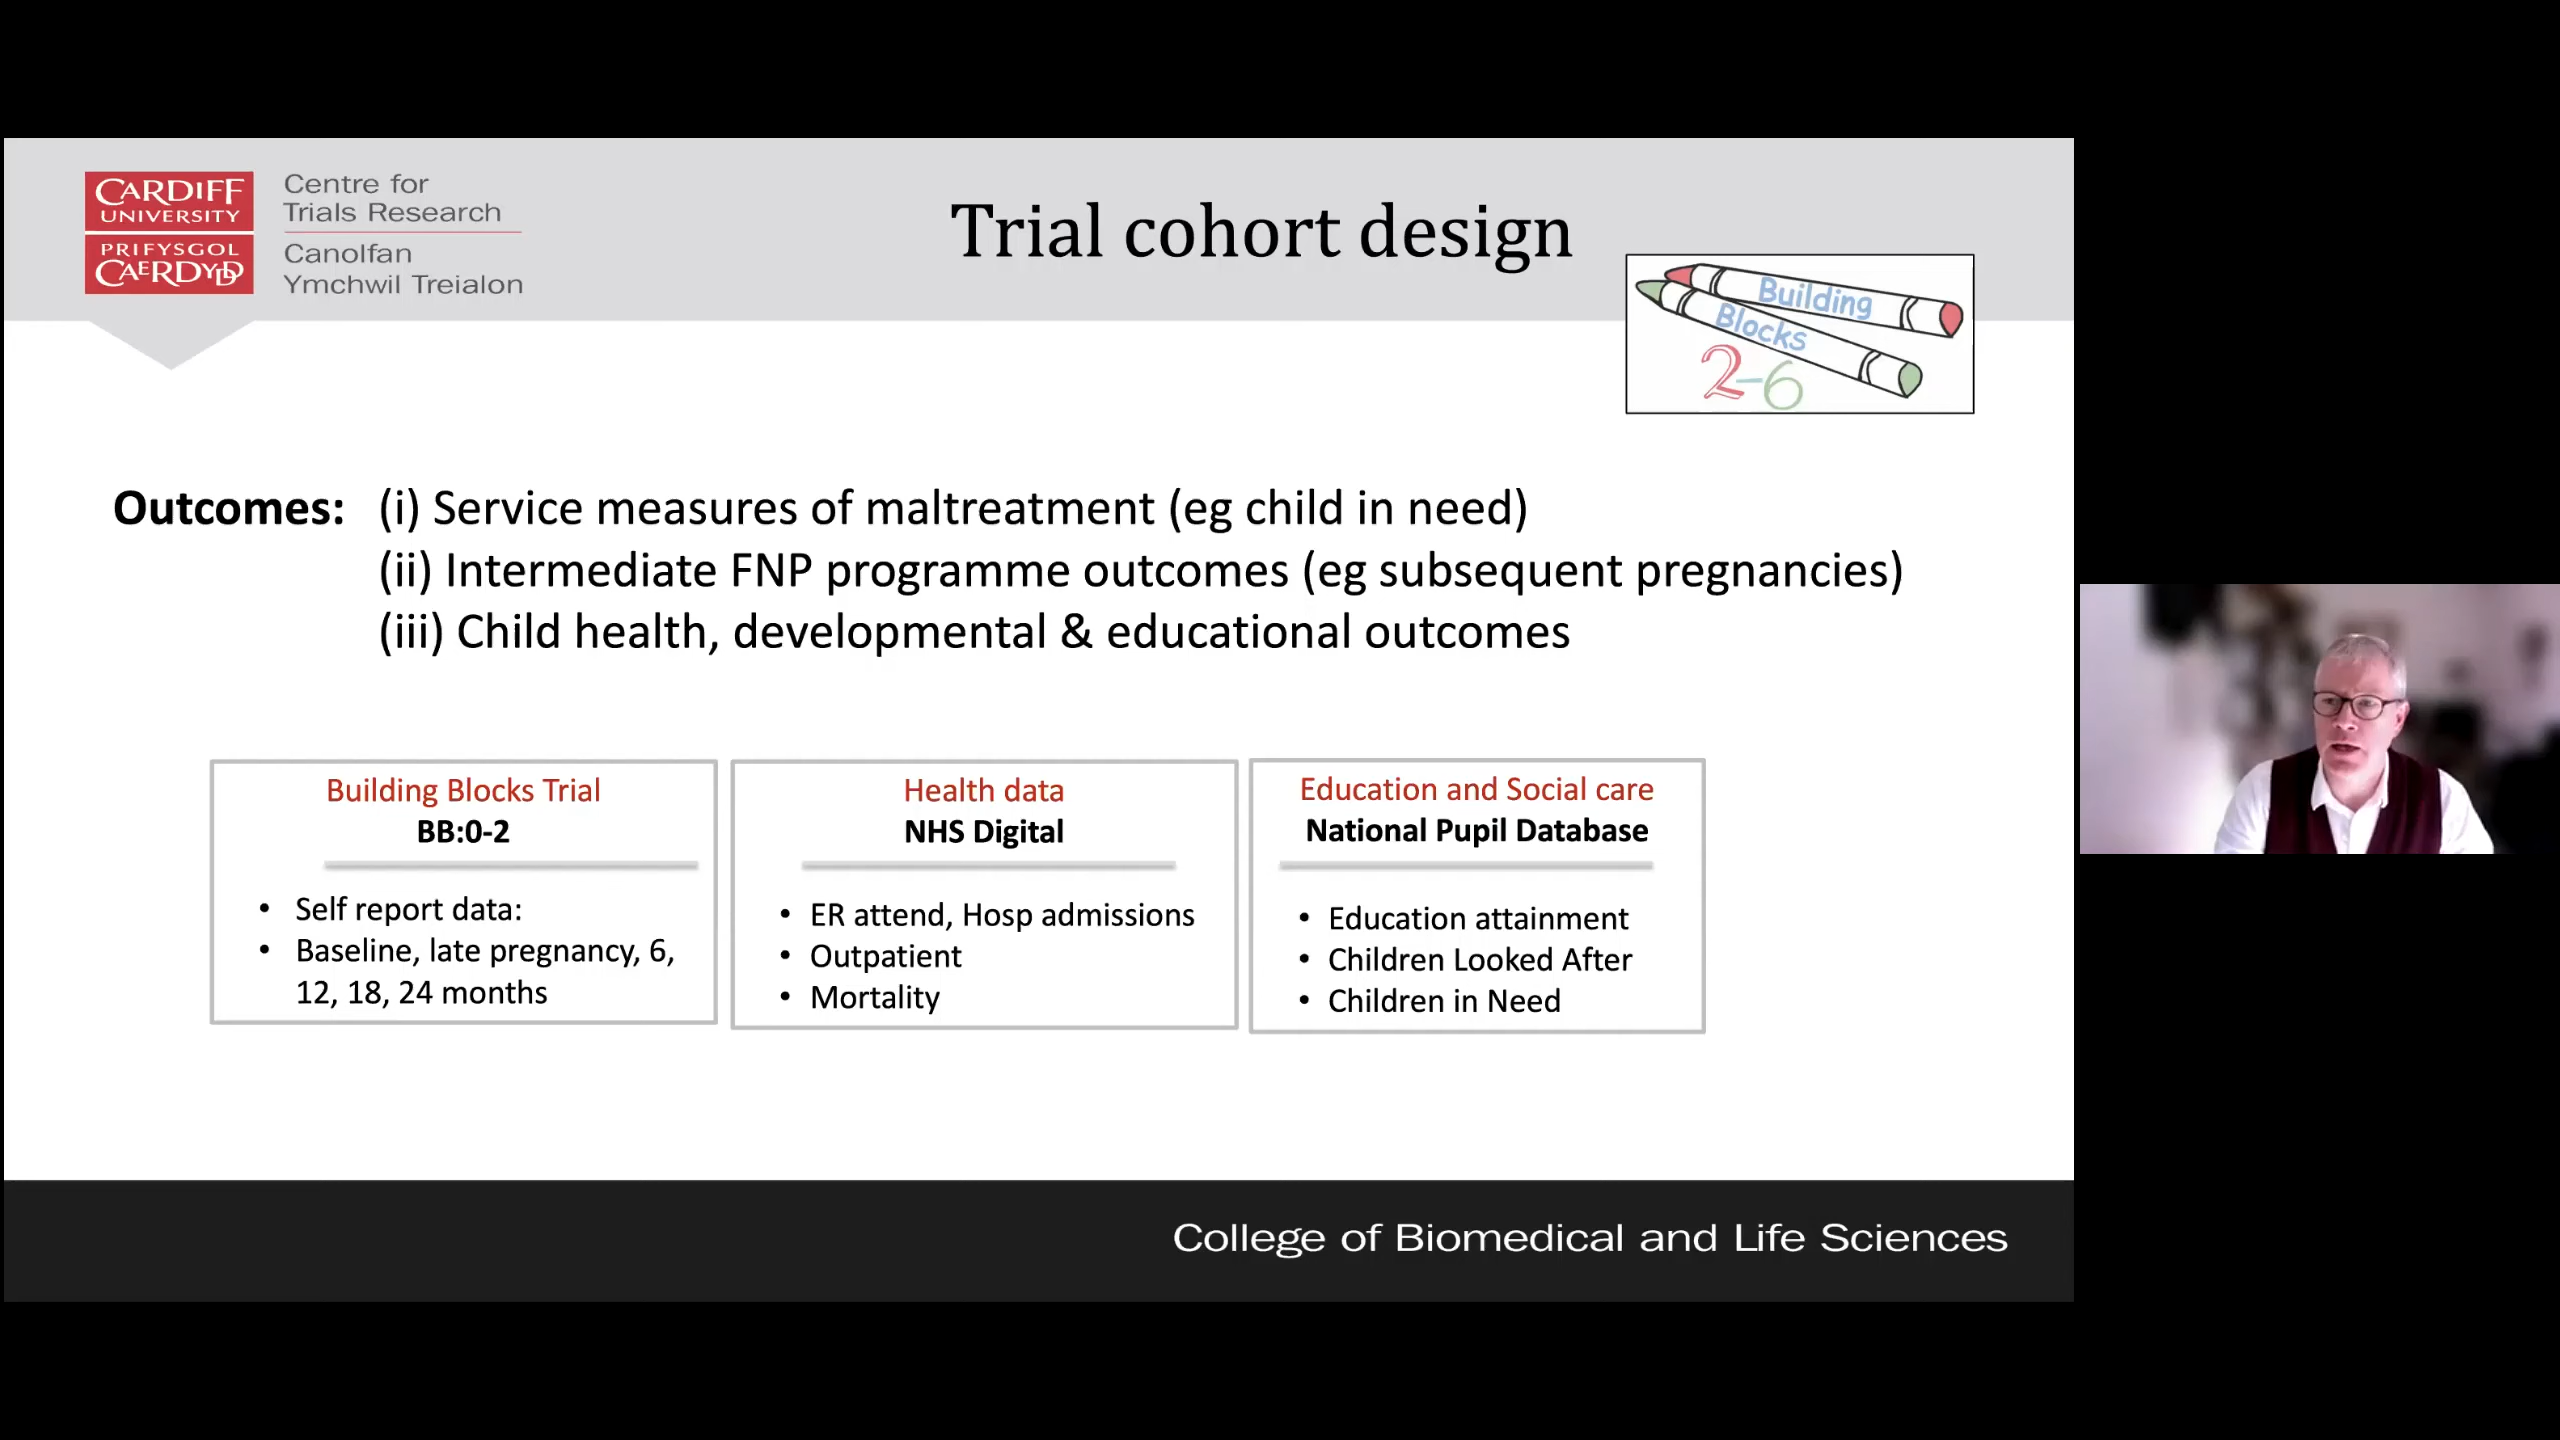 CARDIFF
UNIVERSITY
PRIFYSGOL
CAERDYDD
Centre for
Trials Research
Canolfan
Ymchwil Treialon
Trial cohort design
Building
Blocks
2-6
Outcomes: (i) Service measures of maltreatment (eg child in need)
(ii) Intermediate FNP programme outcomes (eg subsequent pregnancies)
(iii) Child health, developmental & educational outcomes
Building Blocks Trial
BB:0-2
• Self report data:
• Baseline, late pregnancy, 6,
12, 18, 24 months
Health data
NHS Digital
• ER attend, Hosp admissions
• Outpatient
• Mortality
Education and Social care
National Pupil Database
• Education attainment
• Children Looked After
• Children in Need
College of Biomedical and Life Sciences